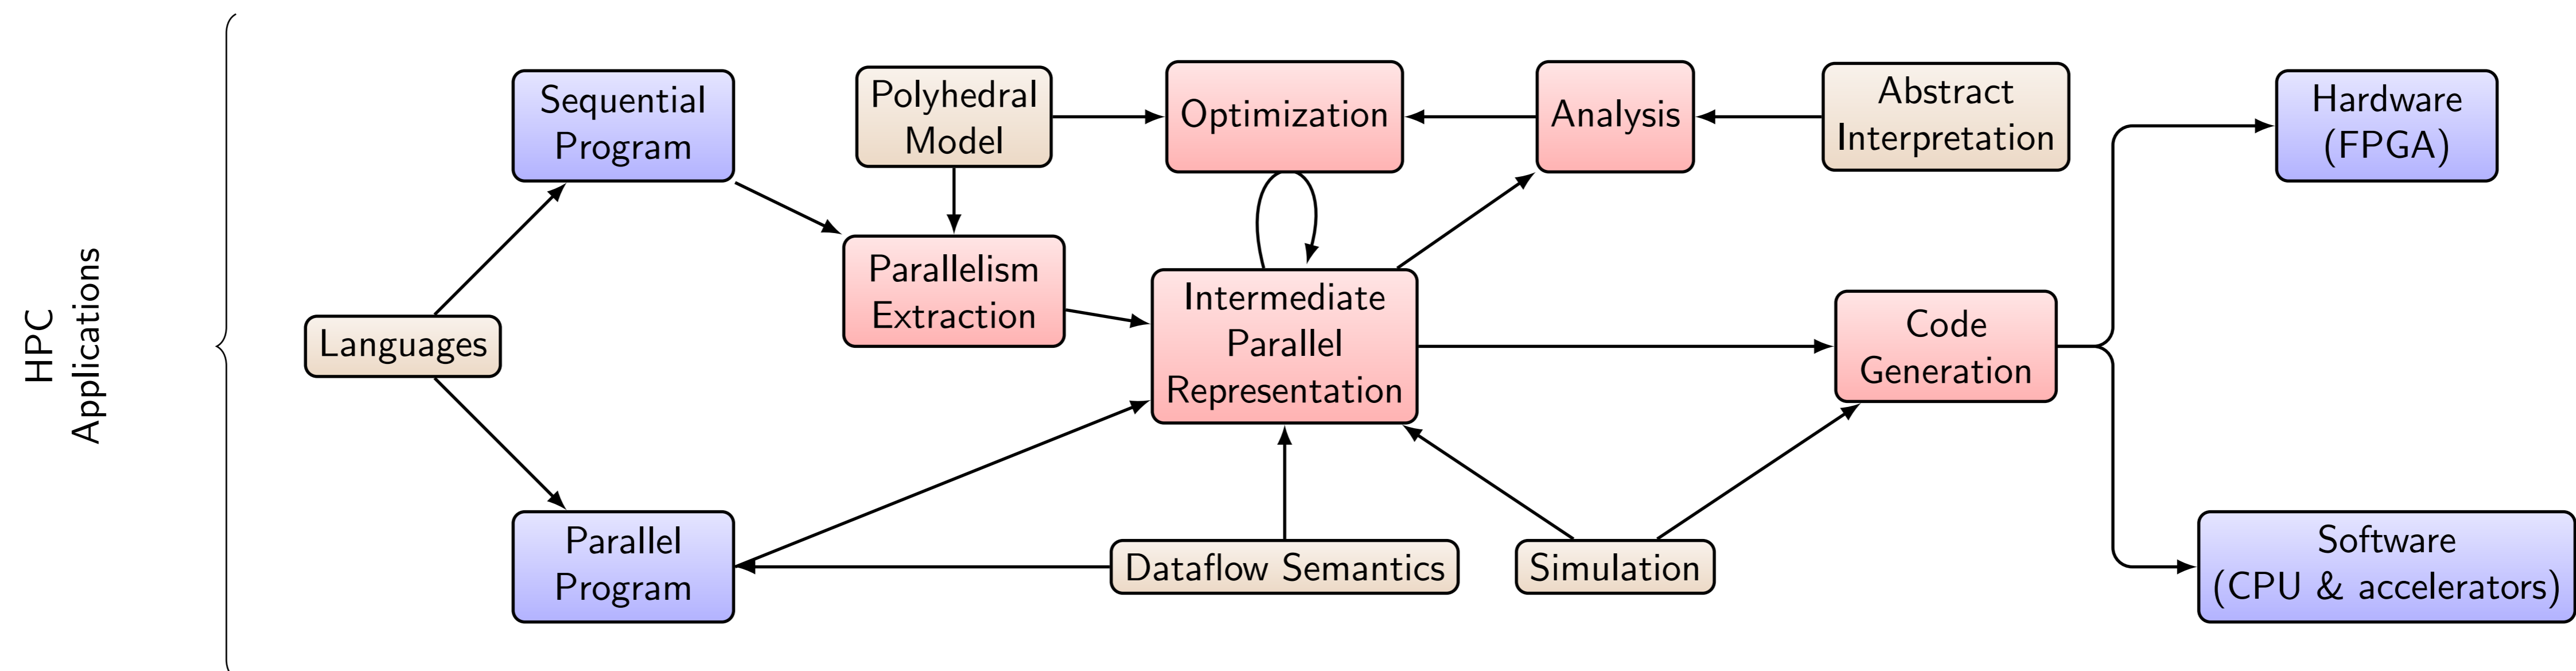 HPC
Applications
Sequential
Program
Polyhedral
Model
Optimization
Analysis
Abstract
Interpretation
Hardware
(FPGA)
Parallelism
Extraction
Languages
Intermediate
Parallel
Representation
Code
Generation
Parallel
Program
Dataflow Semantics
Simulation
Software
(CPU & accelerators)